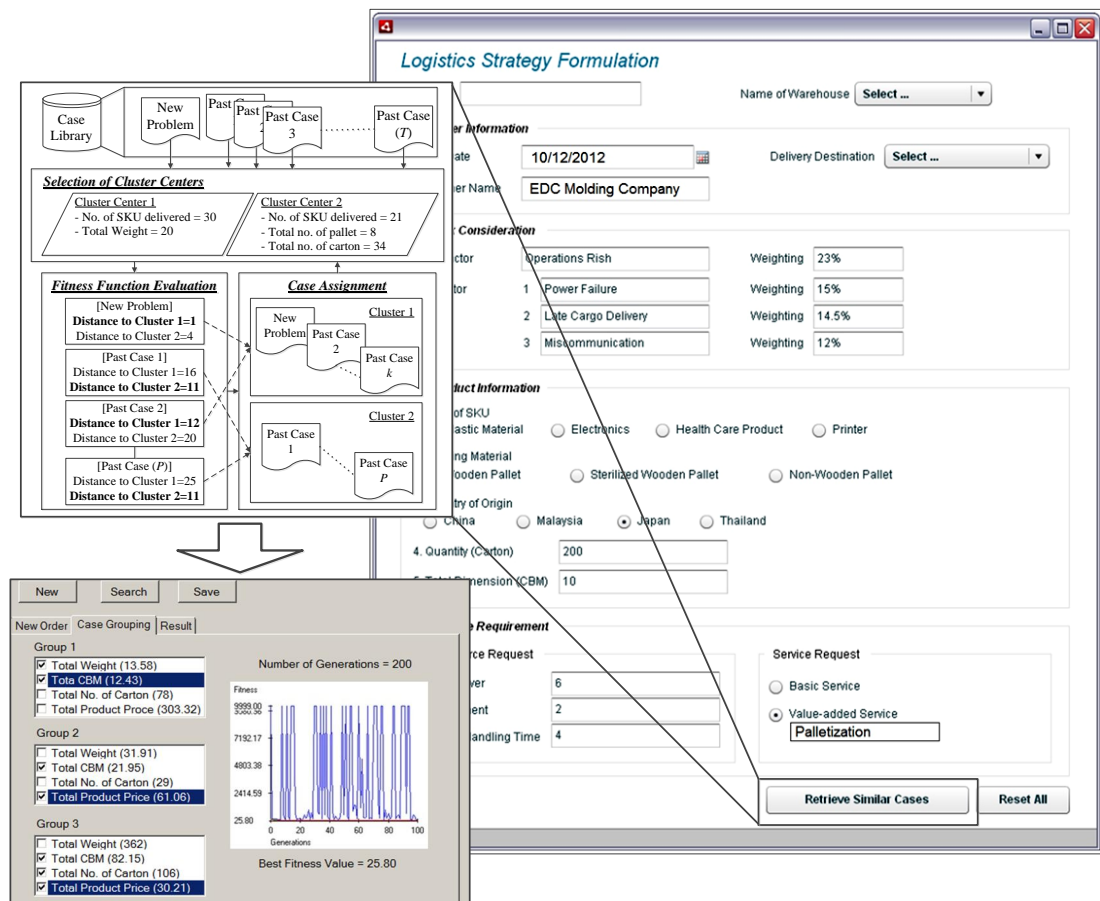 Logistics Strategy Formulation
Name of Warehouse Select ...
er Information
ate 10/12/2012 Delivery Destination Select ...
er Name EDC Molding Company
Consideration
ctor Operations Rish Weighting 23%
tor 1 Power Failure Weighting 15%
2 Late Cargo Delivery Weighting 14.5%
3 Miscommunication Weighting 12%
duct Information
of SKU
astic Material Electronics Health Care Product Printer
ng Material
ooden Pallet Sterilized Wooden Pallet Non-Wooden Pallet
try of Origin
China Malaysia Japan Thailand
4. Quantity (Carton) 200
5. Total Dimension (CBM) 10
e Requirement
rce Request
ver 6
ent 2
Handling Time 4
Service Request
Basic Service
Value-added Service
Palletization
Retrieve Similar Cases Reset All
Case
Library
New
Problem
Past Case
2
Past Case
3
Past Case
(T)
Selection of Cluster Centers
Cluster Center 1
- No. of SKU delivered = 30
- Total Weight = 20
Cluster Center 2
- No. of SKU delivered = 21
- Total no. of pallet = 8
- Total no. of carton = 34
Fitness Function Evaluation
[New Problem]
Distance to Cluster 1=1
Distance to Cluster 2=4
[Past Case 1]
Distance to Cluster 1=16
Distance to Cluster 2=11
[Past Case 2]
Distance to Cluster 1=12
Distance to Cluster 2=20
[Past Case (P)]
Distance to Cluster 1=25
Distance to Cluster 2=11
Case Assignment
Cluster 1
New
Problem
Past Case
2
Past Case
k
Cluster 2
Past Case
1
Past Case
P
New Search Save
New Order Case Grouping Result
Group 1
Total Weight (13.58)
Tota CBM (12.43)
Total No. of Carton (78)
Total Product Proce (303.32)
Group 2
Total Weight (31.91)
Total CBM (21.95)
Total No. of Carton (29)
Total Product Price (61.06)
Group 3
Total Weight (362)
Total CBM (82.15)
Total No. of Carton (106)
Total Product Price (30.21)
Number of Generations = 200
Fitness
9999.00
7192.17
4803.38
2414.59
25.80
0 20 40 60 80 100
Generations
Best Fitness Value = 25.80